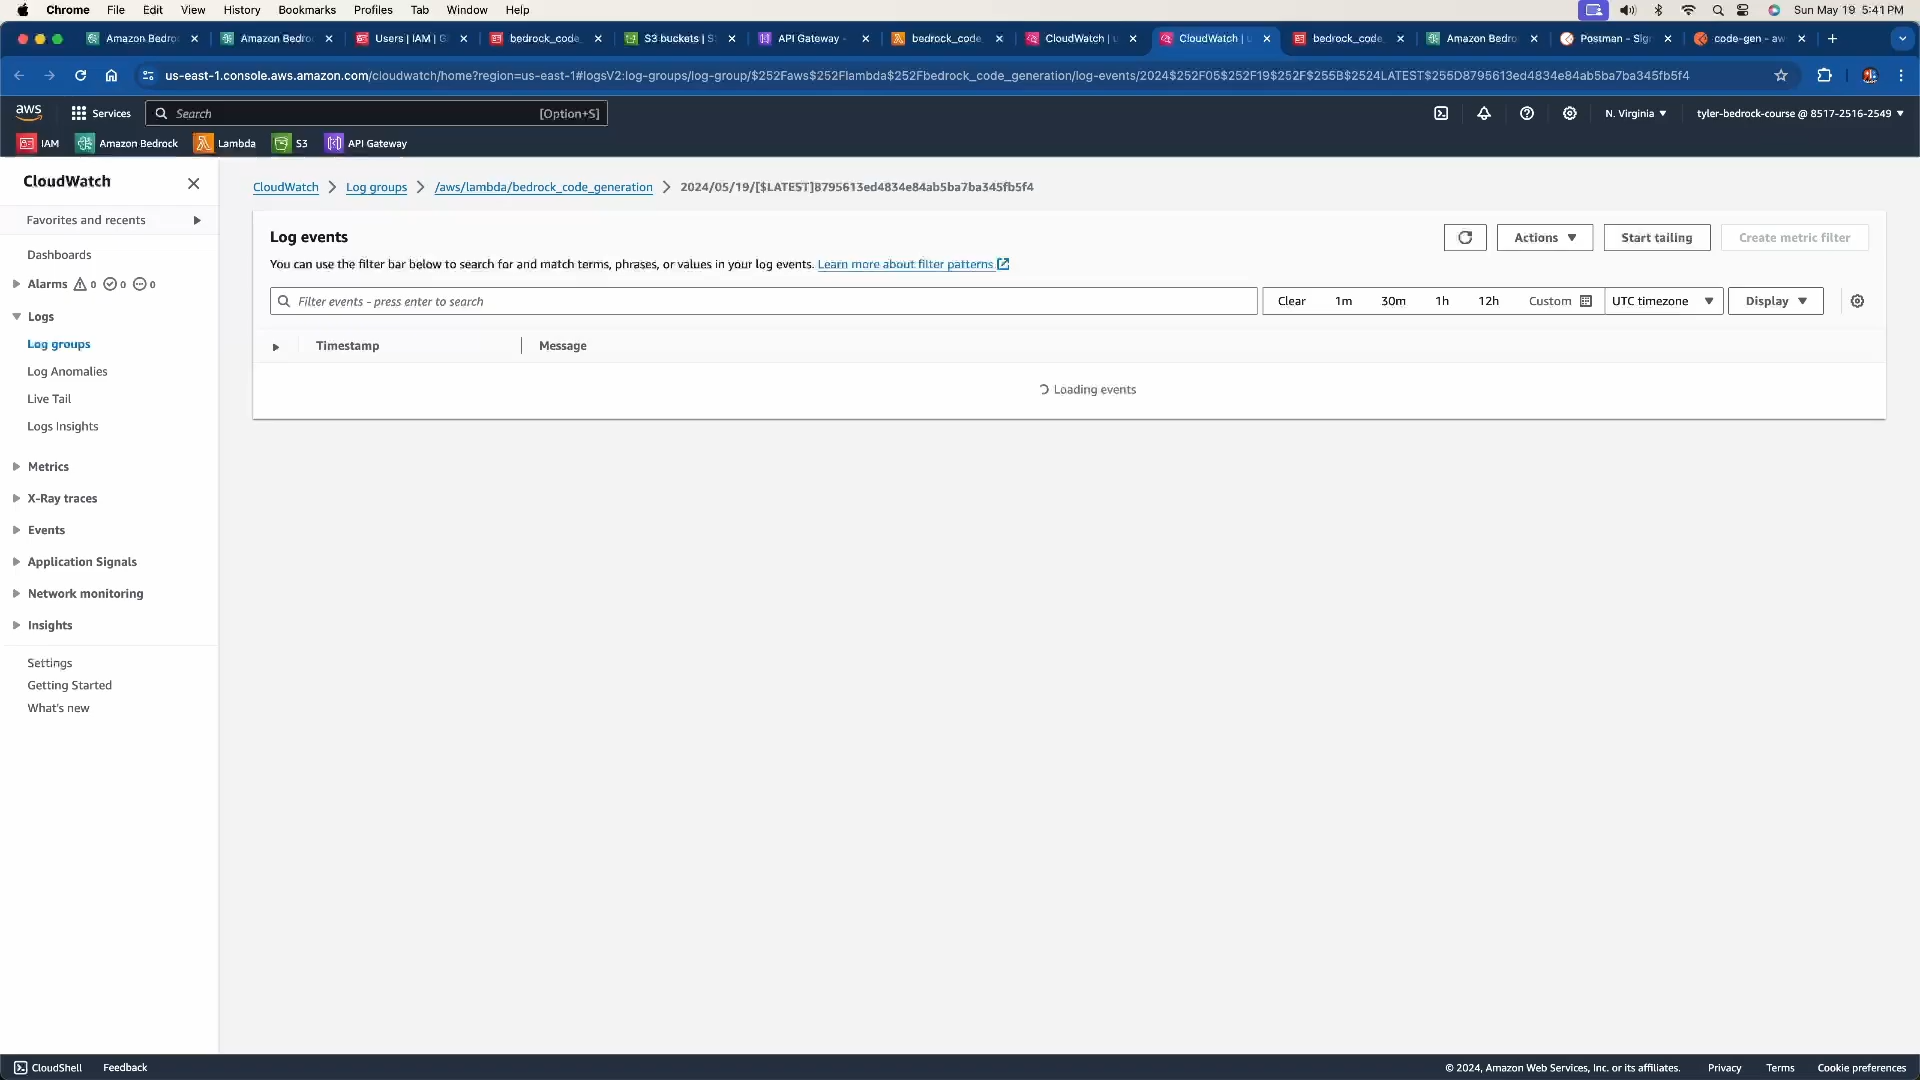 Chrome File Edit View History Bookmarks Profiles Tab Window Help Sun May 19 5:41 PM
Amazon Bedro Amazon Bedro Users | IAM | G bedrock_code_ S3 buckets | S API Gateway - bedrock_code_ CloudWatch | u CloudWatch | u bedrock_code_ Amazon Bedro Postman - Sig code-gen - aw
us-east-1.console.aws.amazon.com/cloudwatch/home?region=us-east-1#logsV2:log-groups/log-group/$252Faws$252Flambda$252Fbedrock_code_generation/log-events/2024$252F05$252F19$252F$255B$2524LATEST$255D8795613ed4834e84ab5ba7ba345fb5f4
aws Services Search [Option+S] N. Virginia tyler-bedrock-course @ 8517-2516-2549
IAM Amazon Bedrock Lambda S3 API Gateway
CloudWatch
Favorites and recents
Dashboards
Alarms 0 0 0
Logs
Log groups
Log Anomalies
Live Tail
Logs Insights
Metrics
X-Ray traces
Events
Application Signals
Network monitoring
Insights
Settings
Getting Started
What's new
CloudWatch Log groups /aws/lambda/bedrock_code_generation 2024/05/19/[$LATEST]8795613ed4834e84ab5ba7ba345fb5f4
Log events
Actions Start tailing Create metric filter
You can use the filter bar below to search for and match terms, phrases, or values in your log events. Learn more about filter patterns
Filter events - press enter to search Clear 1m 30m 1h 12h Custom UTC timezone Display
Timestamp Message
Loading events
CloudShell Feedback © 2024, Amazon Web Services, Inc. or its affiliates. Privacy Terms Cookie preferences